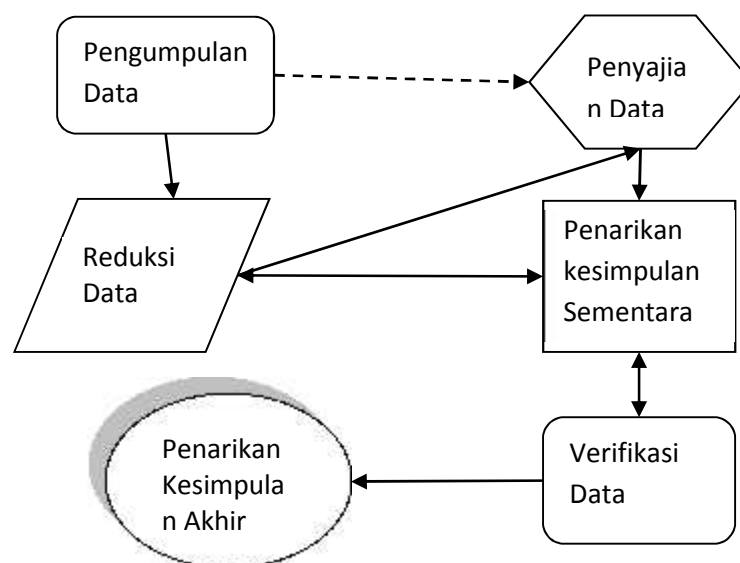 Pengumpulan
Data
Penyajia
n Data
Reduksi
Data
Penarikan
kesimpulan
Sementara
Penarikan
Kesimpula
n Akhir
Verifikasi
Data